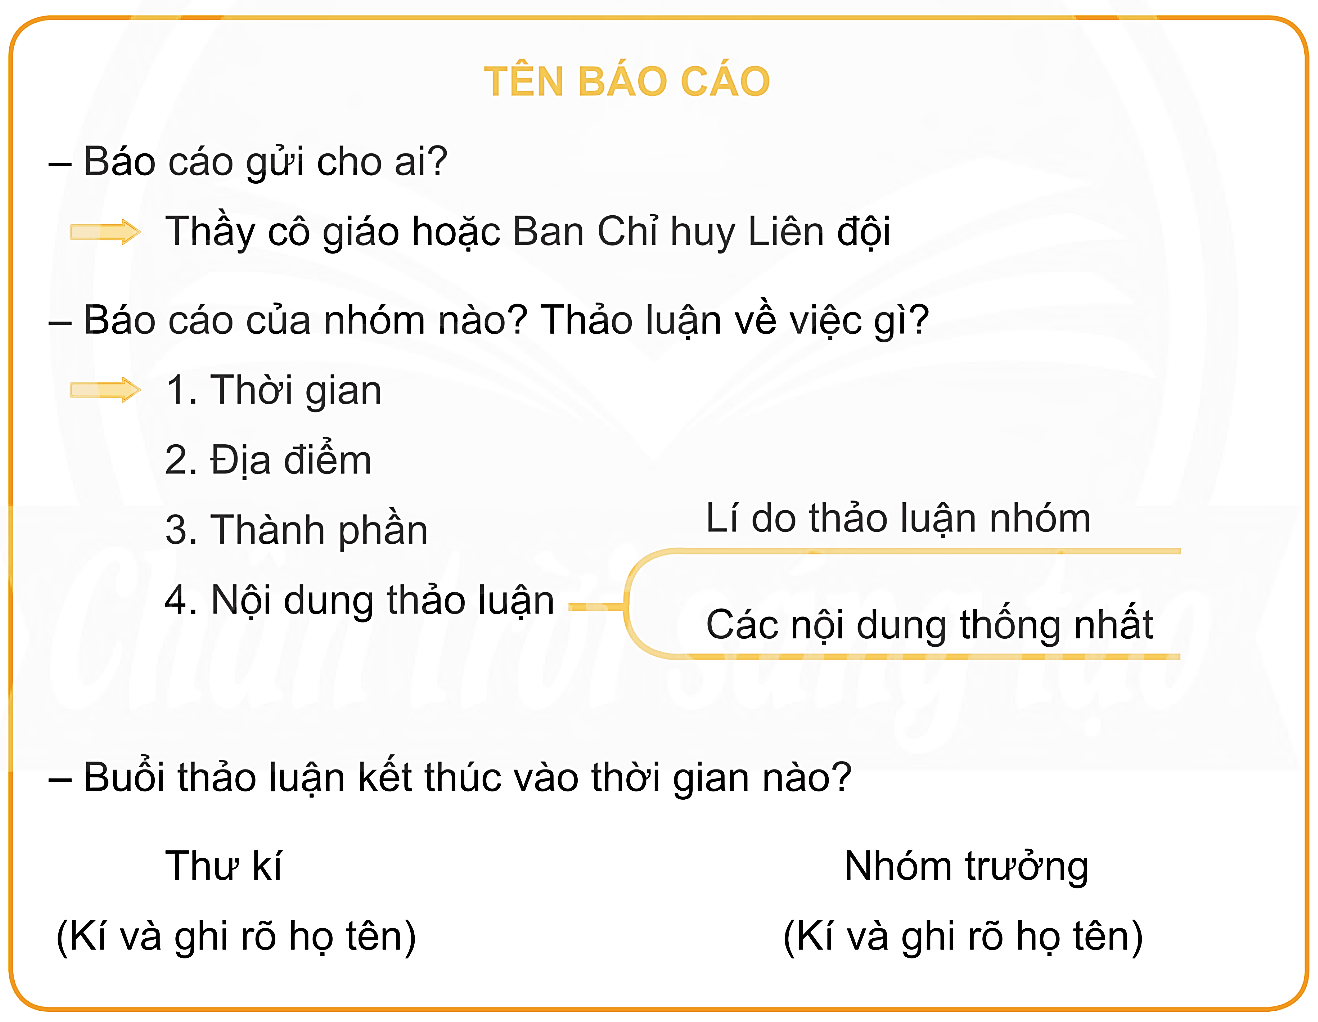 TÊN BÁO CÁO
– Báo cáo gửi cho ai?
Thầy cô giáo hoặc Ban Chỉ huy Liên đội
– Báo cáo của nhóm nào? Thảo luận về việc gì?
1. Thời gian
2. Địa điểm
3. Thành phần
Lí do thảo luận nhóm
4. Nội dung thảo luận
Các nội dung thống nhất
Chân trời sáng tạo
– Buổi thảo luận kết thúc vào thời gian nào?
Thư kí
Nhóm trưởng
(Kí và ghi rõ họ tên)
(Kí và ghi rõ họ tên)